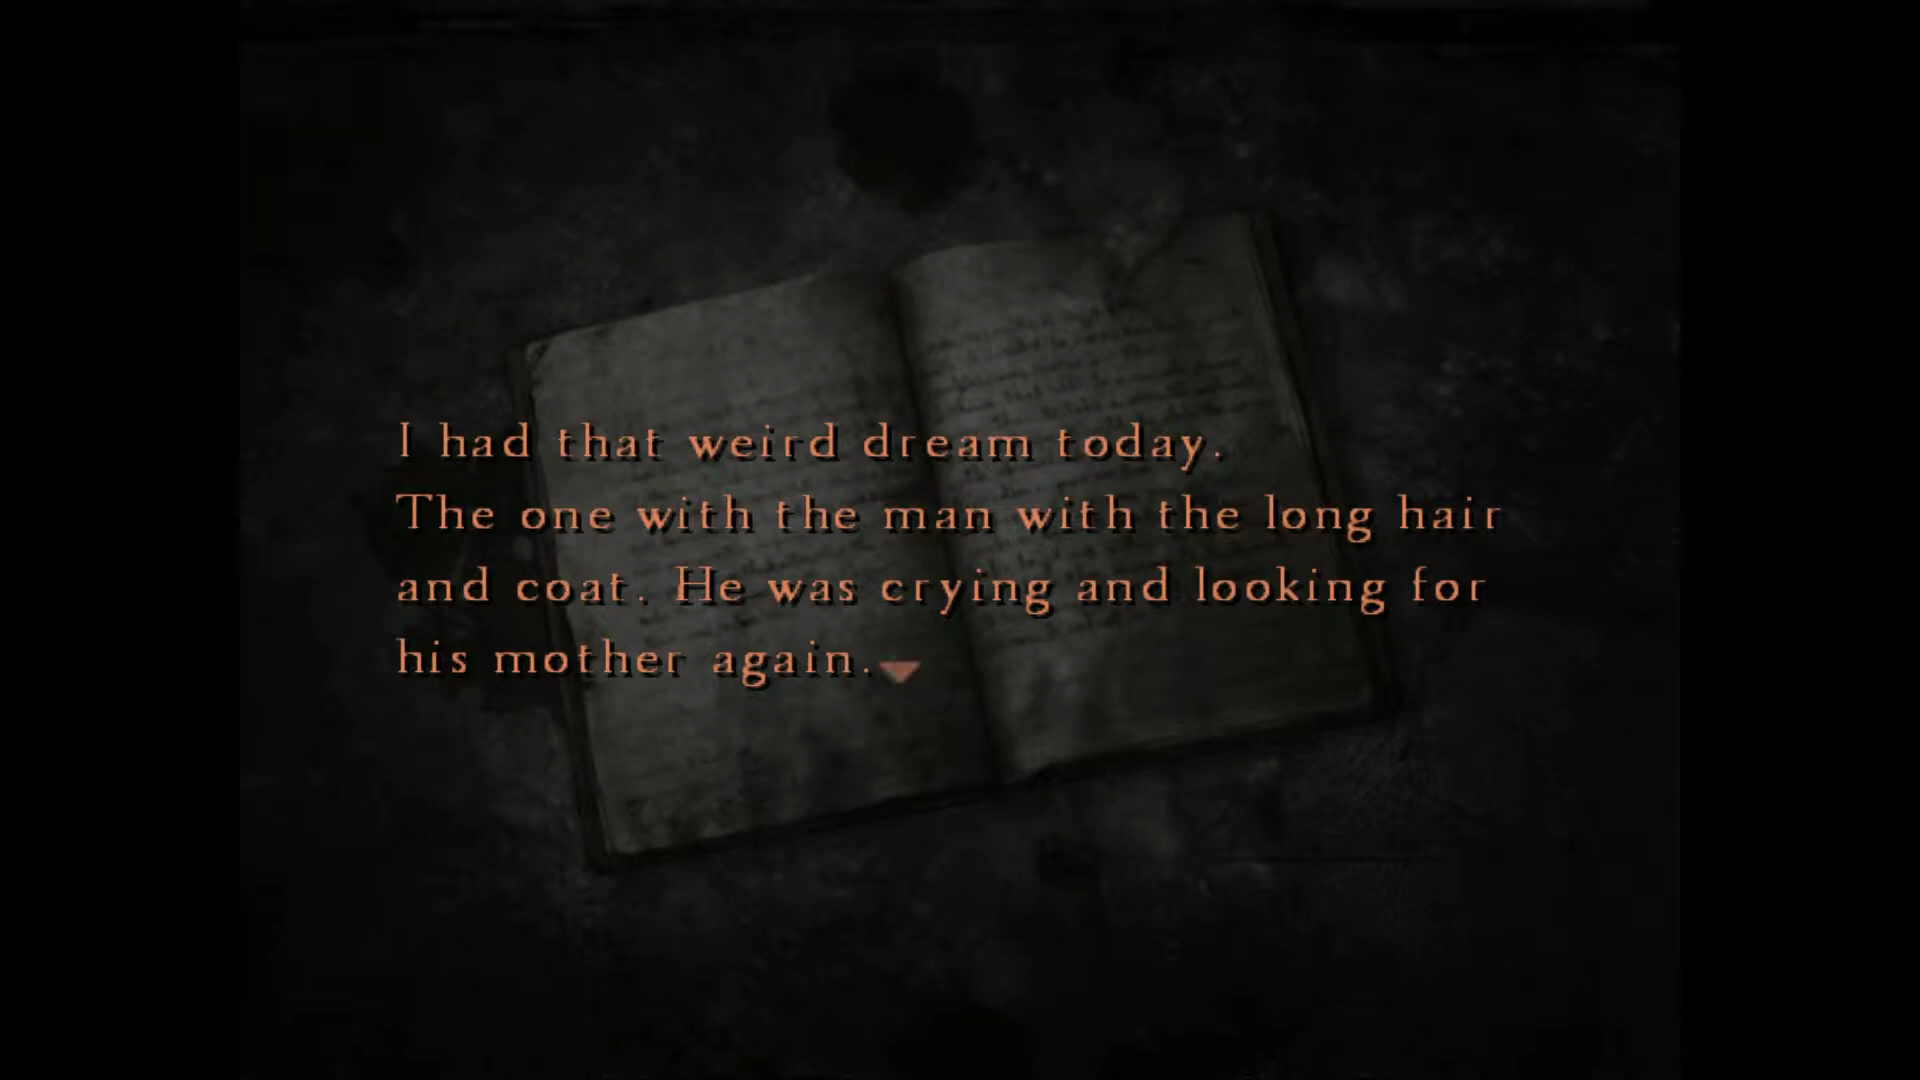 I had that weird dream today.
The one with the man with the long hair
and coat. He was crying and looking for
his mother again.